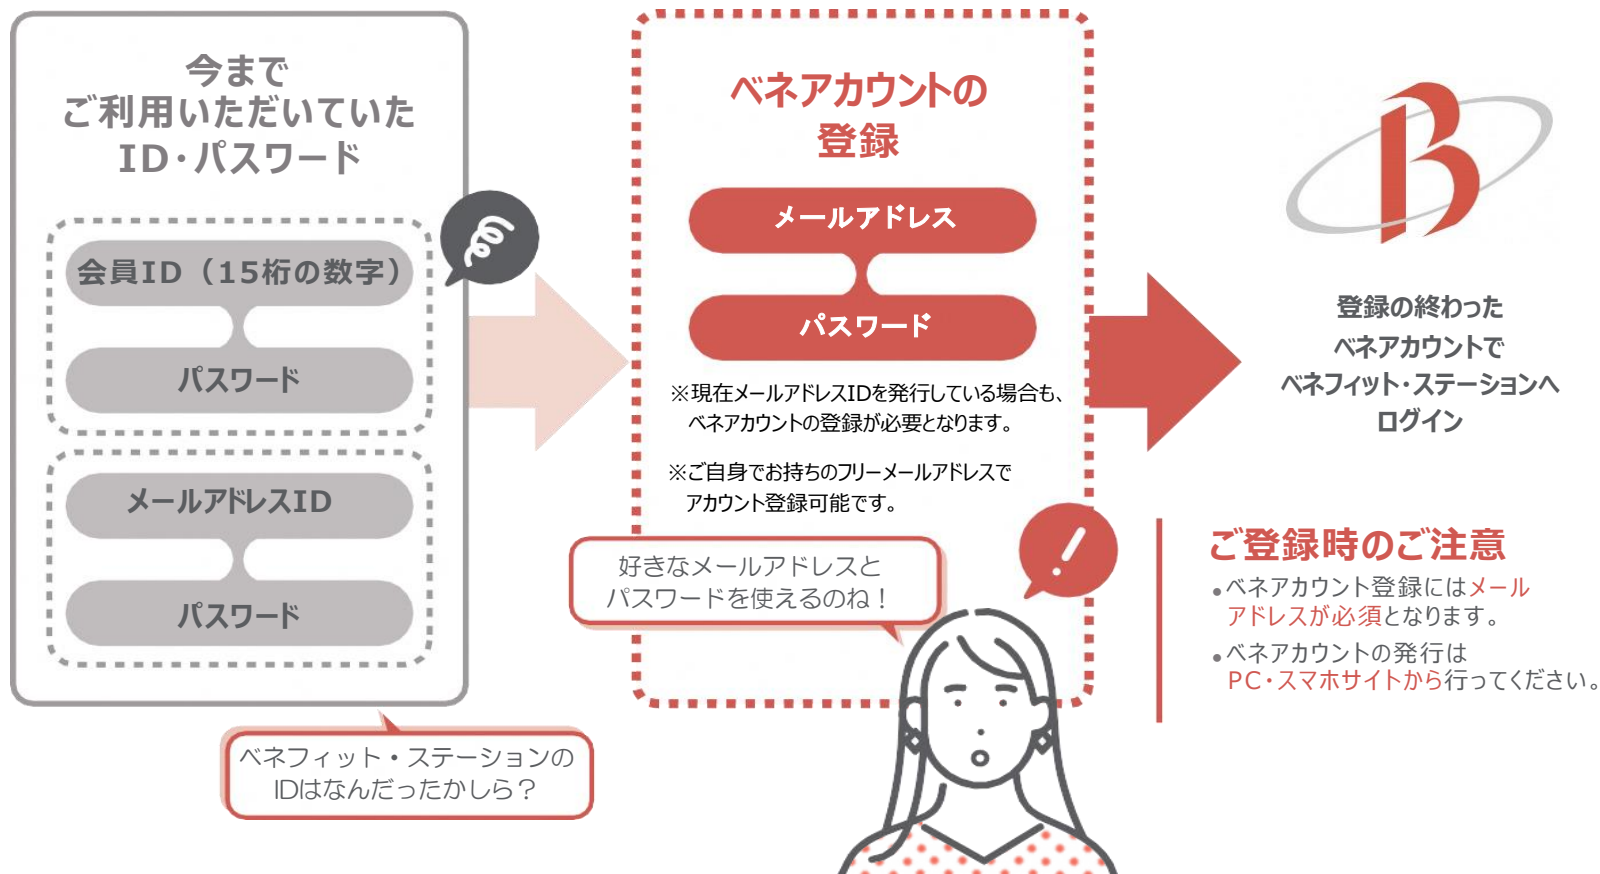 今まで
ご利用いただいていた
ID・パスワード
会員ID（15桁の数字）
パスワード
メールアドレスID
パスワード
ベネフィット・ステーションの
IDはなんだったかしら？
ベネアカウントの
登録
メールアドレス
パスワード
※現在メールアドレスIDを発行している場合も、
ベネアカウントの登録が必要となります。
※ご自身でお持ちのフリーメールアドレスで
アカウント登録可能です。
好きなメールアドレスと
パスワードを使えるのね！
登録の終わった
ベネアカウントで
ベネフィット・ステーションへ
ログイン
ご登録時のご注意
•ベネアカウント登録にはメール
アドレスが必須となります。
•ベネアカウントの発行は
PC・スマホサイトから行ってください。